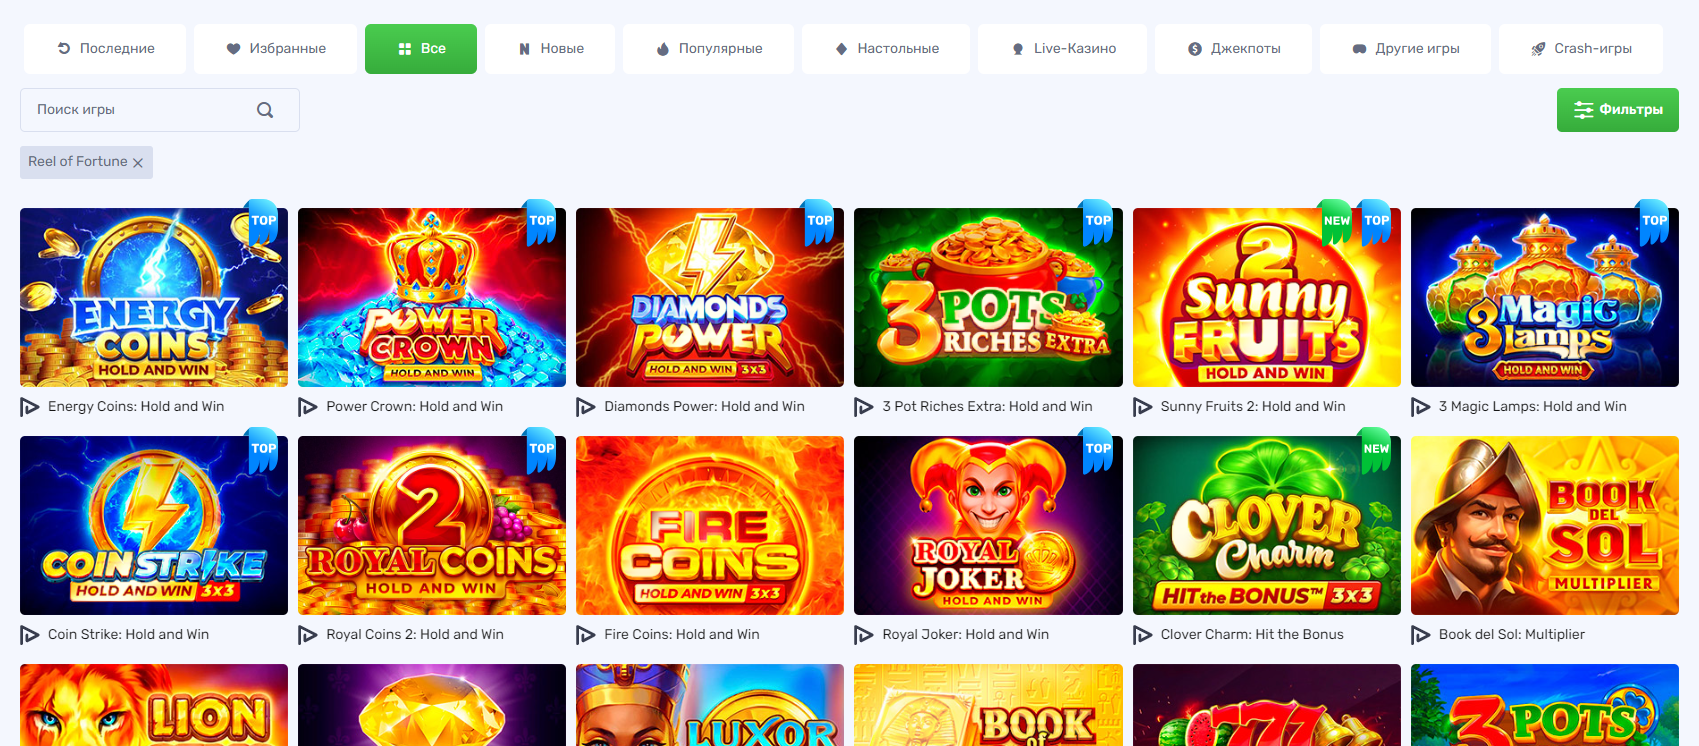 Последние
Избранные
Все
Новые
Популярные
Настольные
Live-Казино
Джекпоты
Другие игры
Crash-игры
Поиск игры
Фильтры
Reel of Fortune
TOP
ENERGY
COINS
HOLD AND WIN
TOP
POWER
CROWN
HOLD AND WIN
TOP
DIAMONDS
POWER
HOLD AND WIN 3X3
TOP
3 POTS
RICHES EXTRA
NEW TOP
2
Sunny
FRUITS
HOLD AND WIN
TOP
3 Magic
Lamps
HOLD AND WIN
Energy Coins: Hold and Win
Power Crown: Hold and Win
Diamonds Power: Hold and Win
3 Pot Riches Extra: Hold and Win
Sunny Fruits 2: Hold and Win
3 Magic Lamps: Hold and Win
TOP
COIN STRIKE
HOLD AND WIN 3X3
TOP
2
ROYAL COINS
HOLD AND WIN
FIRE
COINS
HOLD AND WIN 3X3
TOP
ROYAL
JOKER
HOLD AND WIN
NEW
CLOVER
Charm
HIT the BONUS™ 3X3
BOOK
DEL
SOL
MULTIPLIER
Coin Strike: Hold and Win
Royal Coins 2: Hold and Win
Fire Coins: Hold and Win
Royal Joker: Hold and Win
Clover Charm: Hit the Bonus
Book del Sol: Multiplier
LION
LUXOR
BOOK
of
777
3 POTS